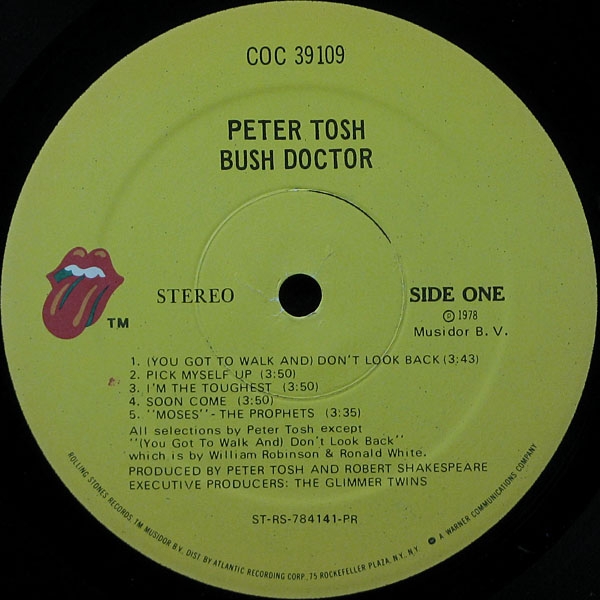 COC 39109
PETER TOSH
BUSH DOCTOR
STEREO
SIDE ONE
Ⓟ 1978
Musidor B. V.
TM
1. (YOU GOT TO WALK AND) DON'T LOOK BACK (3:43)
2. PICK MYSELF UP (3:50)
3. I'M THE TOUGHEST (3:50)
4. SOON COME (3:50)
5. "MOSES" - THE PROPHETS (3:35)
All selections by Peter Tosh except
"(You Got To Walk And) Don't Look Back"
which is by William Robinson & Ronald White.
PRODUCED BY PETER TOSH AND ROBERT SHAKESPEARE
EXECUTIVE PRODUCERS: THE GLIMMER TWINS
ST-RS-784141-PR
ROLLING STONES RECORDS, TM MUSIDOR B.V. DIST BY ATLANTIC RECORDING CORP., 75 ROCKEFELLER PLAZA, N.Y. N.Y. A WARNER COMMUNICATIONS COMPANY